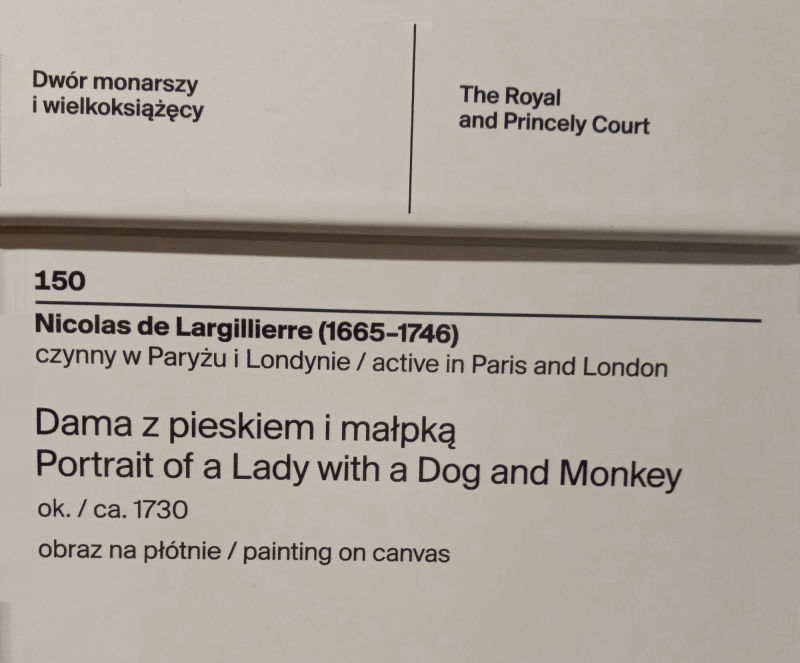 Dwór monarszy
i wielkoksiążęcy
The Royal
and Princely Court
150
Nicolas de Largillierre (1665–1746)
czynny w Paryżu i Londynie / active in Paris and London
Dama z pieskiem i małpką
Portrait of a Lady with a Dog and Monkey
ok. / ca. 1730
obraz na płótnie / painting on canvas